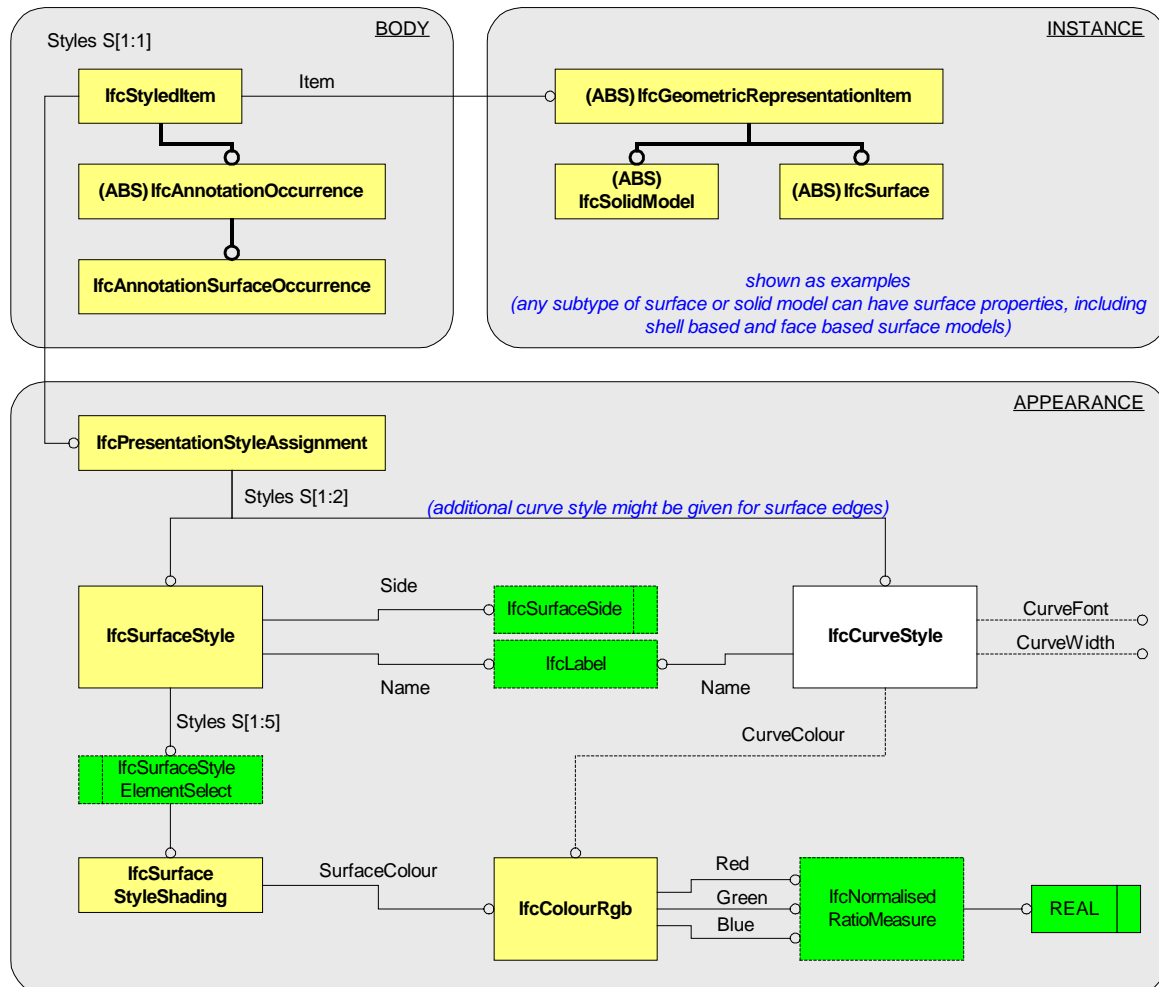 BODY
Styles S[1:1]
IfcStyledItem
Item
(ABS) IfcAnnotationOccurrence
IfcAnnotationSurfaceOccurrence
INSTANCE
(ABS) IfcGeometricRepresentationItem
(ABS)
IfcSolidModel
(ABS) IfcSurface
shown as examples
(any subtype of surface or solid model can have surface properties, including
shell based and face based surface models)
APPEARANCE
IfcPresentationStyleAssignment
Styles S[1:2]
(additional curve style might be given for surface edges)
IfcSurfaceStyle
Side
IfcSurfaceSide
IfcLabel
Name
Name
IfcCurveStyle
CurveFont
CurveWidth
Styles S[1:5]
CurveColour
IfcSurfaceStyle
ElementSelect
IfcSurface
StyleShading
SurfaceColour
IfcColourRgb
Red
Green
Blue
IfcNormalised
RatioMeasure
REAL